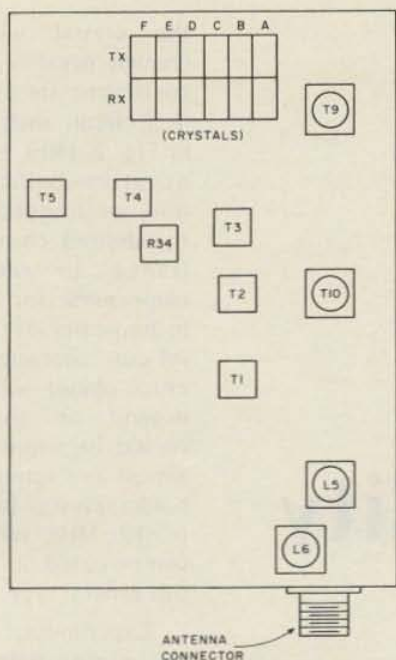 F E D C B A
TX
RX
(CRYSTALS)
T9
T5
T4
T3
R34
T2
T10
T1
L5
L6
ANTENNA
CONNECTOR